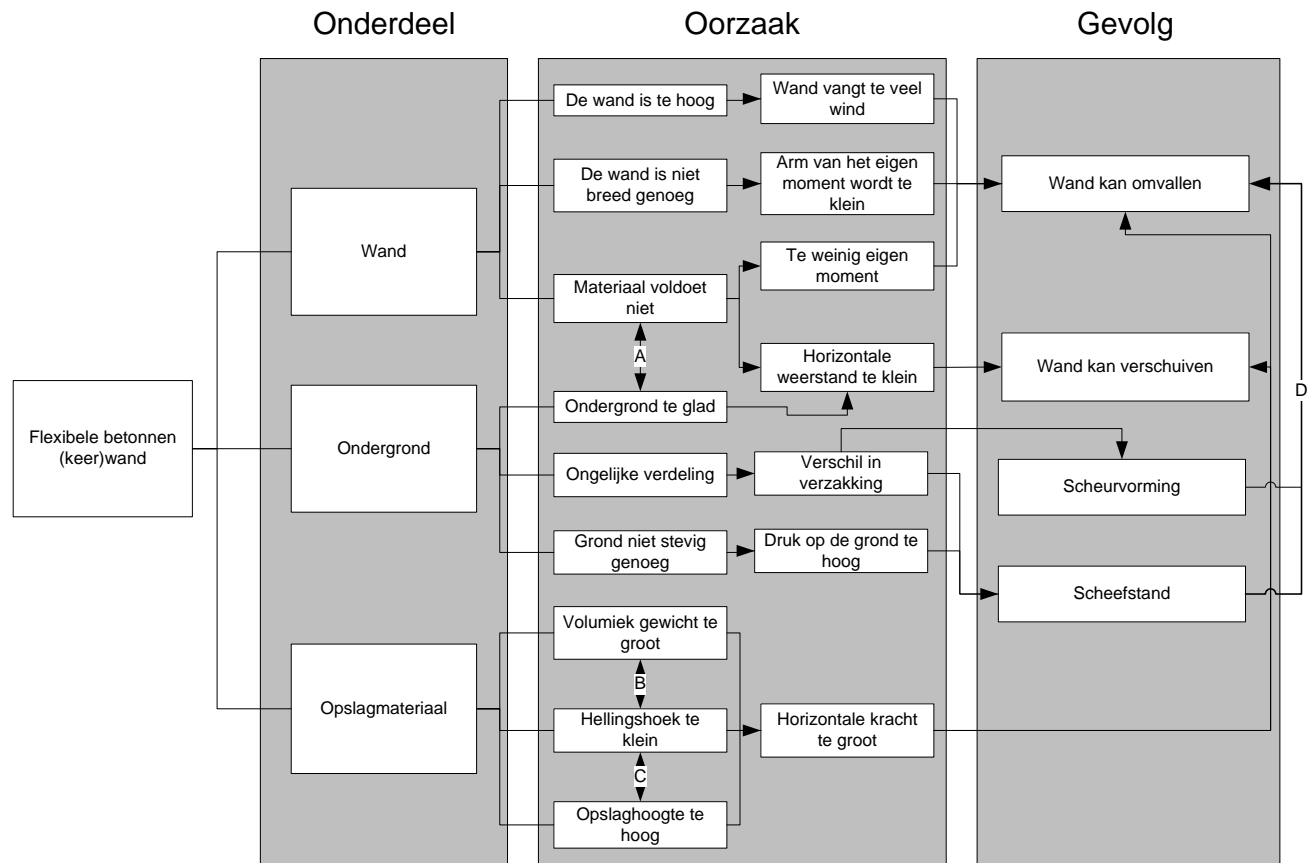 Onderdeel
Oorzaak
Gevolg
De wand is te hoog
Wand vangt te veel
wind
De wand is niet
breed genoeg
Arm van het eigen
moment wordt te
klein
Wand kan omvallen
Wand
Te weinig eigen
moment
Materiaal voldoet
niet
A
Horizontale
weerstand te klein
Wand kan verschuiven
D
Flexibele betonnen
(keer)wand
Ondergrond
Ondergrond te glad
Ongelijke verdeling
Verschil in
verzakking
Scheurvorming
Grond niet stevig
genoeg
Druk op de grond te
hoog
Scheefstand
Opslagmateriaal
Volumiek gewicht te
groot
B
Hellingshoek te
klein
Horizontale kracht
te groot
C
Opslaghoogte te
hoog